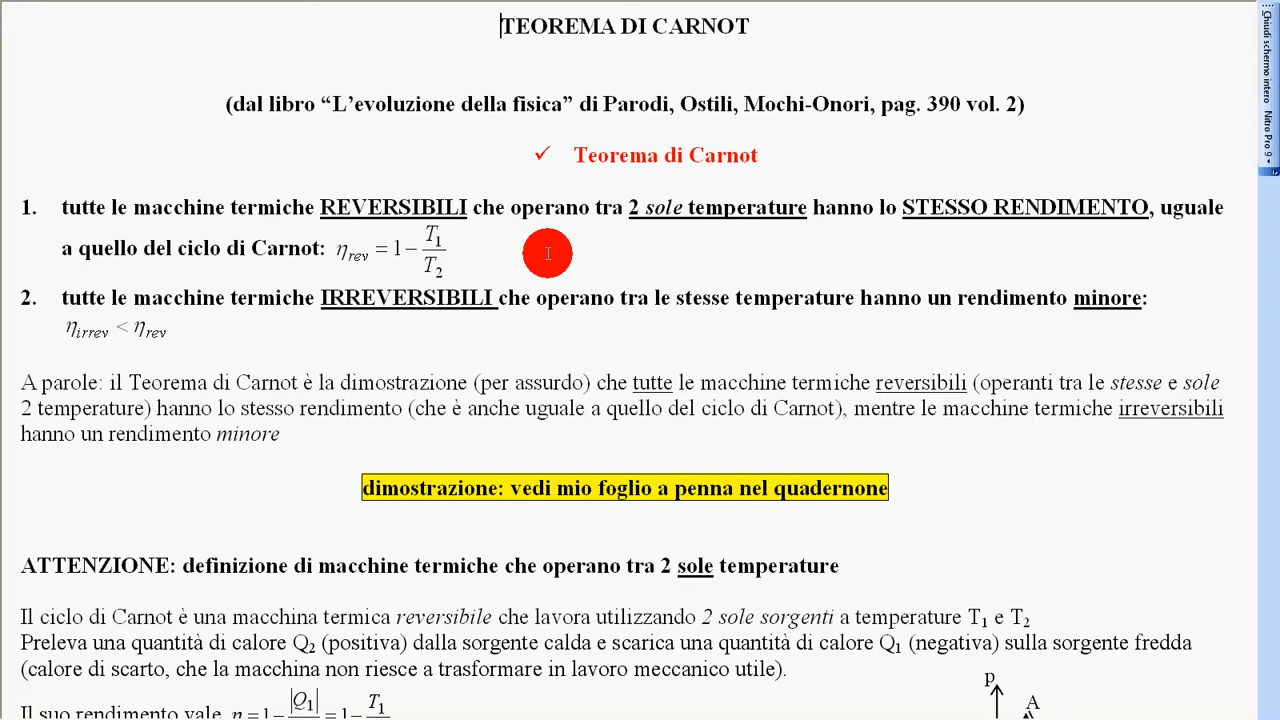 TEOREMA DI CARNOT
(dal libro “L’evoluzione della fisica” di Parodi, Ostili, Mochi-Onori, pag. 390 vol. 2)
✓ Teorema di Carnot
1. tutte le macchine termiche REVERSIBILI che operano tra 2 sole temperature hanno lo STESSO RENDIMENTO, uguale
a quello del ciclo di Carnot: η_rev = 1 − T₁/T₂
2. tutte le macchine termiche IRREVERSIBILI che operano tra le stesse temperature hanno un rendimento minore:
η_irrev < η_rev
A parole: il Teorema di Carnot è la dimostrazione (per assurdo) che tutte le macchine termiche reversibili (operanti tra le stesse e sole
2 temperature) hanno lo stesso rendimento (che è anche uguale a quello del ciclo di Carnot), mentre le macchine termiche irreversibili
hanno un rendimento minore
dimostrazione: vedi mio foglio a penna nel quadernone
ATTENZIONE: definizione di macchine termiche che operano tra 2 sole temperature
Il ciclo di Carnot è una macchina termica reversibile che lavora utilizzando 2 sole sorgenti a temperature T₁ e T₂
Preleva una quantità di calore Q₂ (positiva) dalla sorgente calda e scarica una quantità di calore Q₁ (negativa) sulla sorgente fredda
(calore di scarto, che la macchina non riesce a trasformare in lavoro meccanico utile).
p
A
Il suo rendimento vale η = 1 − |Q₁| = 1 − T₁
Chiudi schermo intero Nitro Pro 9